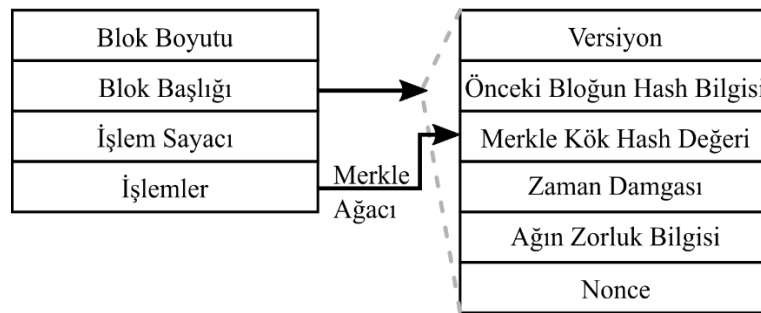 Blok Boyutu
Blok Başlığı
İşlem Sayacı
İşlemler
Merkle
Ağacı
Versiyon
Önceki Bloğun Hash Bilgisi
Merkle Kök Hash Değeri
Zaman Damgası
Ağın Zorluk Bilgisi
Nonce